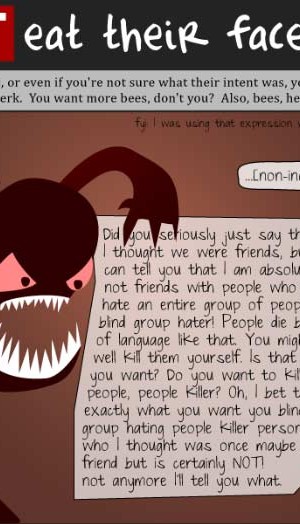 eat their face
, or even if you're not sure what their intent was, yo
erk. You want more bees, don't you? Also, bees, he
fyi I was using that expression
...[non-in
Did you seriously just say th
I thought we were friends, bu
can tell you that I am absolu
not friends with people who
hate an entire group of peop
blind group hater! People die b
of language like that. You migh
well kill them yourself. Is that
you want? Do you want to kill
people, people killer? Oh, I bet t
exactly what you want you blin
group hating people killer person
who I thought was once maybe
friend but is certainly NOT!
not anymore I'll tell you what.